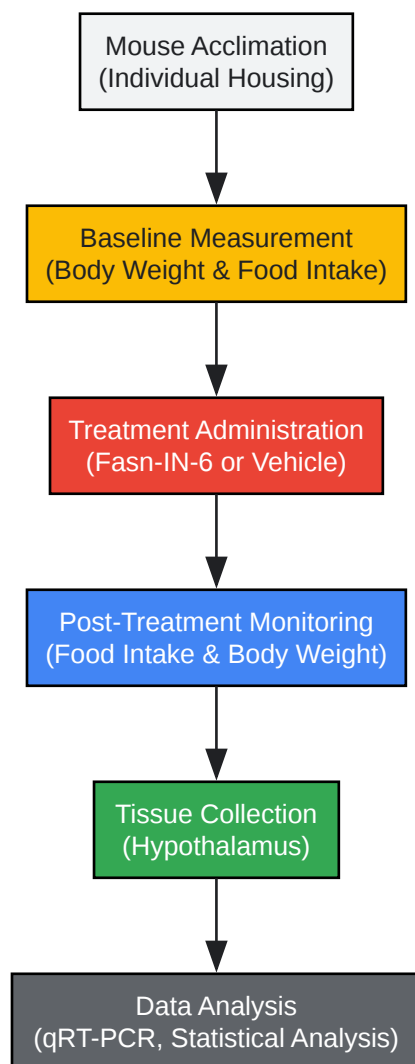 Mouse Acclimation
(Individual Housing)
Baseline Measurement
(Body Weight & Food Intake)
Treatment Administration
(Fasn-IN-6 or Vehicle)
Post-Treatment Monitoring
(Food Intake & Body Weight)
Tissue Collection
(Hypothalamus)
Data Analysis
(qRT-PCR, Statistical Analysis)